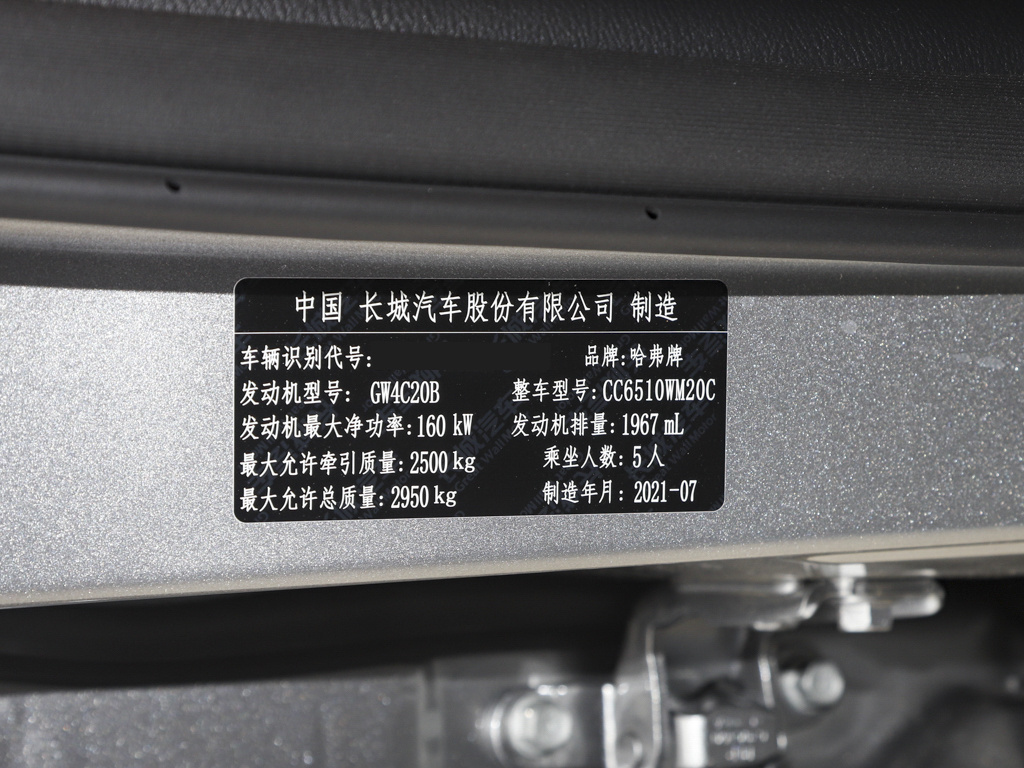 中国 长城汽车股份有限公司 制造
车辆识别代号: 品牌:哈弗牌
发动机型号: GW4C20B 整车型号:CC6510WM20C
发动机最大净功率:160 kW 发动机排量:1967 mL
最大允许牵引质量:2500 kg 乘坐人数:5人
最大允许总质量:2950 kg 制造年月:2021-07